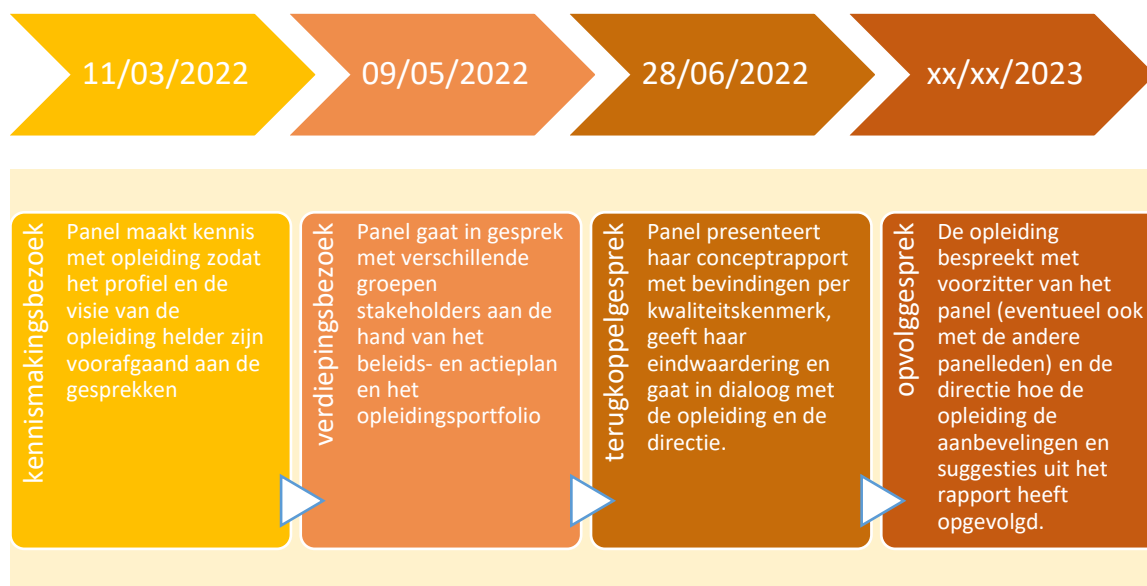 11/03/2022
09/05/2022
28/06/2022
xx/xx/2023
kennismakingsbezoek
Panel maakt kennis
met opleiding zodat
het profiel en de
visie van de
opleiding helder zijn
voorafgaand aan de
gesprekken
verdiepingsbezoek
Panel gaat in gesprek
met verschillende
groepen
stakeholders aan de
hand van het
beleids- en actieplan
en het
opleidingsportfolio
terugkoppelgesprek
Panel presenteert
haar conceptrapport
met bevindingen per
kwaliteitskenmerk,
geeft haar
eindwaardering en
gaat in dialoog met
de opleiding en de
directie.
opvolggesprek
De opleiding
bespreekt met
voorzitter van het
panel (eventueel ook
met de andere
panelleden) en de
directie hoe de
opleiding de
aanbevelingen en
suggesties uit het
rapport heeft
opgevolgd.